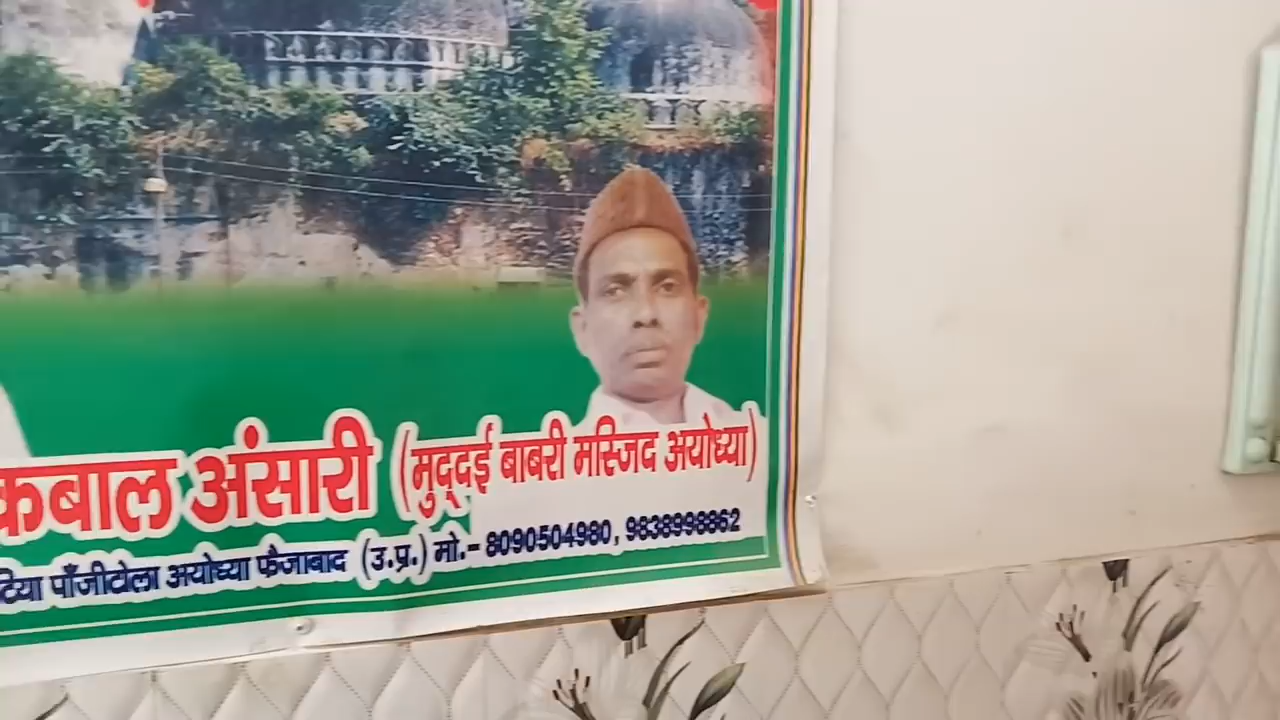 कबाल अंसारी (मुद्दई बाबरी मस्जिद अयोध्या)
टिया पाँजीटोला अयोध्या फैजाबाद (उ.प्र.) मो.- 8090504980, 9838998862